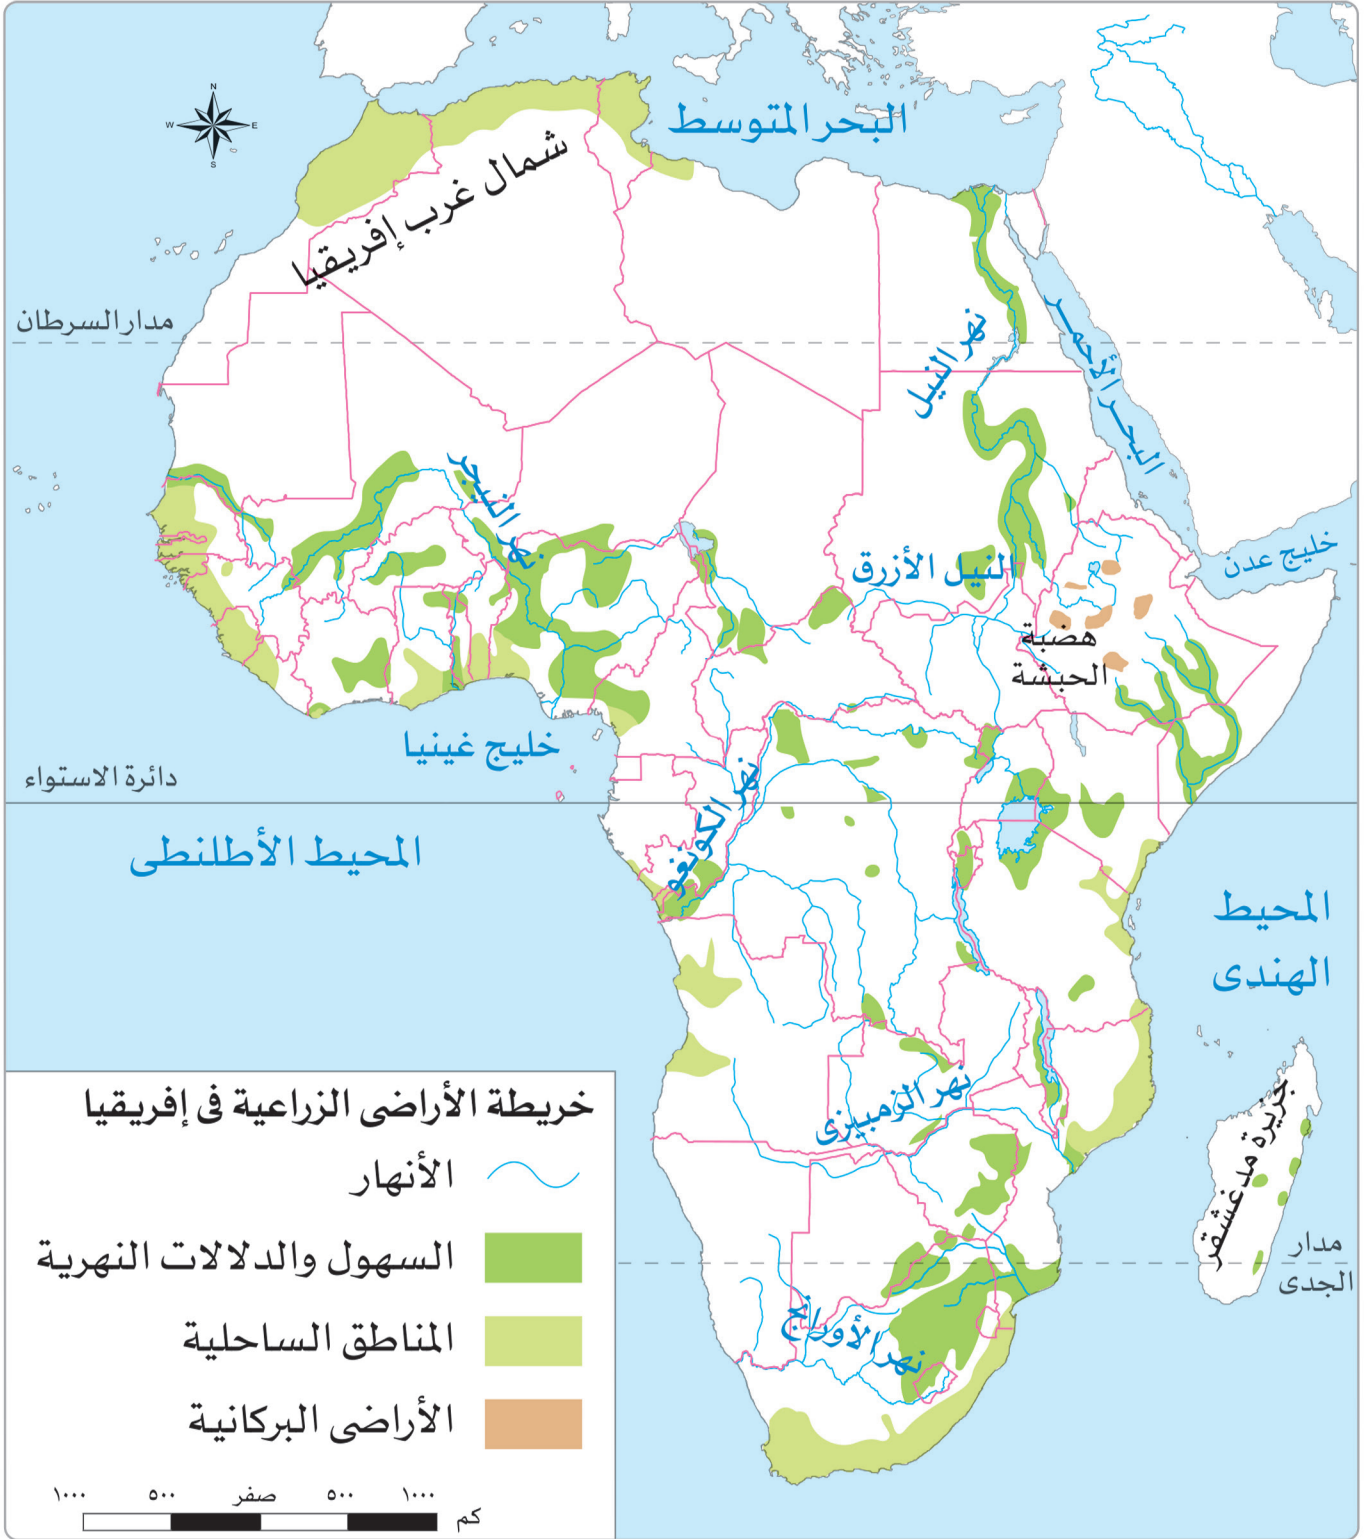 N
W E
S
البحر المتوسط
شمال غرب إفريقيا
مدار السرطان
نهر النيل
البحر الأحمر
نهر النيجر
خليج عدن
النيل الأزرق
هضبة
الحبشة
خليج غينيا
دائرة الاستواء
نهر الكونغو
المحيط الأطلنطى
المحيط
الهندى
نهر الزمبيزى
جزيرة مدغشقر
مدار
الجدى
نهر الأورانج
خريطة الأراضى الزراعية فى إفريقيا
الأنهار
السهول والدلالات النهرية
المناطق الساحلية
الأراضى البركانية
١٠٠٠ ٥٠٠ صفر ٥٠٠ ١٠٠٠
كم